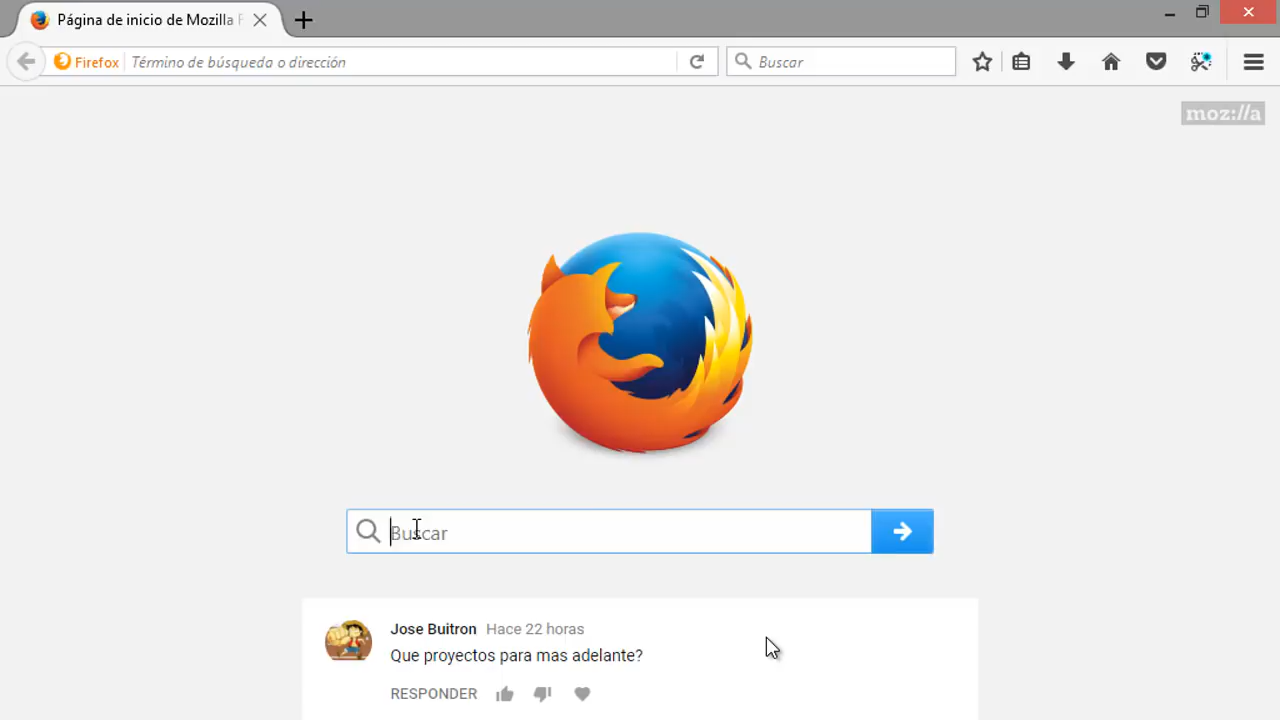 Página de inicio de Mozilla F
Firefox
Término de búsqueda o dirección
Buscar
moz://a
Buscar
Jose Buitron Hace 22 horas
Que proyectos para mas adelante?
RESPONDER